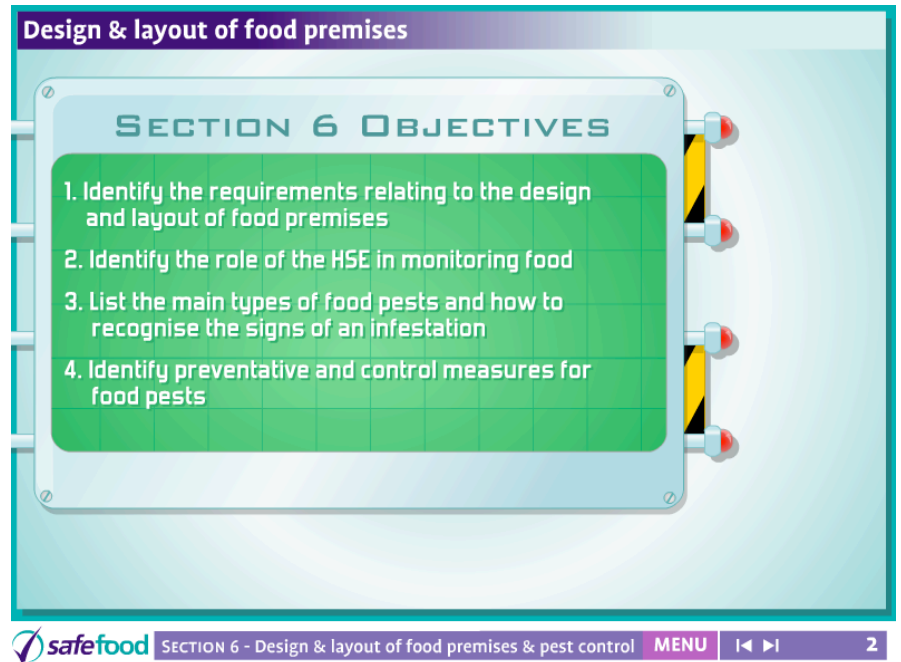 Design & layout of food premises
SECTION 6 OBJECTIVES
1. Identify the requirements relating to the design
and layout of food premises
2. Identify the role of the HSE in monitoring food
3. List the main types of food pests and how to
recognise the signs of an infestation
4. Identify preventative and control measures for
food pests
safefood SECTION 6 - Design & layout of food premises & pest control MENU 2